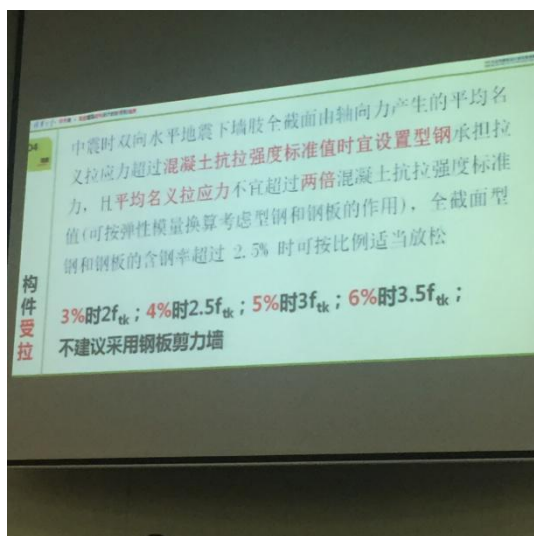 04
中震时双向水平地震下墙肢全截面由轴向力产生的平均名
义拉应力超过混凝土抗拉强度标准值时宜设置型钢承担拉
力，且平均名义拉应力不宜超过两倍混凝土抗拉强度标准
值(可按弹性模量换算考虑型钢和钢板的作用)，全截面型
钢和钢板的含钢率超过 2.5% 时可按比例适当放松
构件受拉
3%时2ftk；4%时2.5ftk；5%时3ftk；6%时3.5ftk；
不建议采用钢板剪力墙